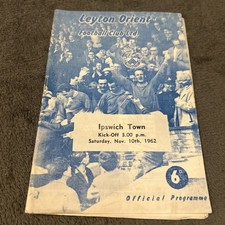 Leyton Orient
Football Club Ltd
Ipswich Town
Kick-Off 3.00 p.m.
Saturday, Nov. 10th, 1962
6D
Official Programme